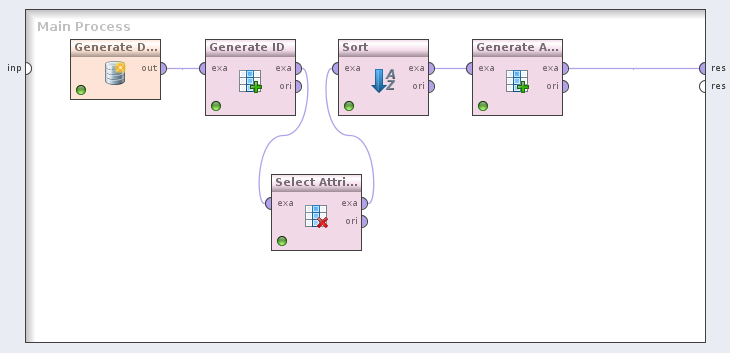 Main Process
Generate D...
Generate ID
Sort
Generate A...
inp
out
exa
exa
exa
exa
exa
exa
res
ori
ori
ori
res
A
Z
Select Attri...
exa
exa
ori